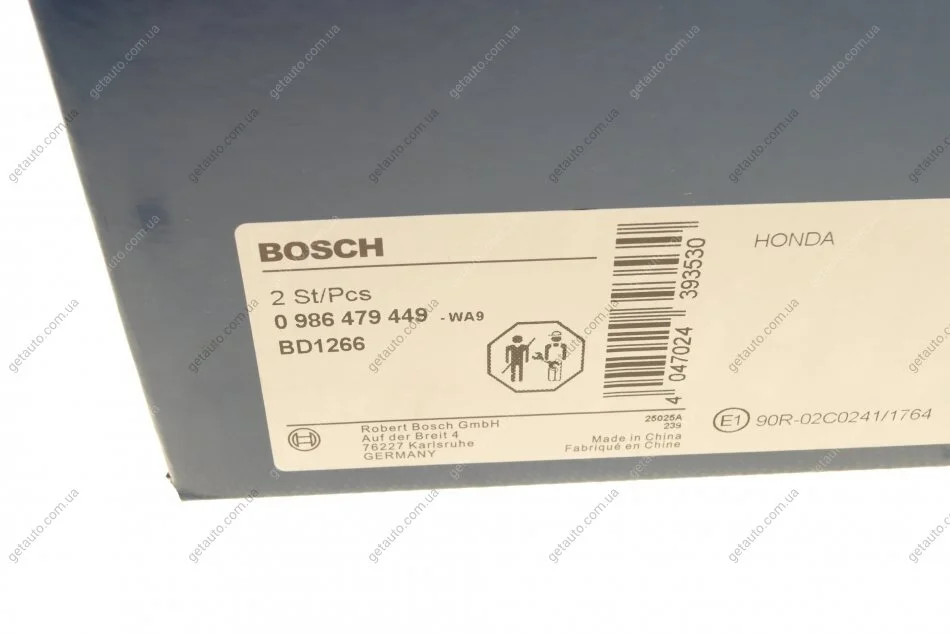 BOSCH
2 St/Pcs
0 986 479 449 - WA9
BD1266
4 047024 393530
HONDA
E1 90R-02C0241/1764
25025A
239
Robert Bosch GmbH
Auf der Breit 4
76227 Karlsruhe
GERMANY
Made in China
Fabriqué en Chine
getauto.com.ua